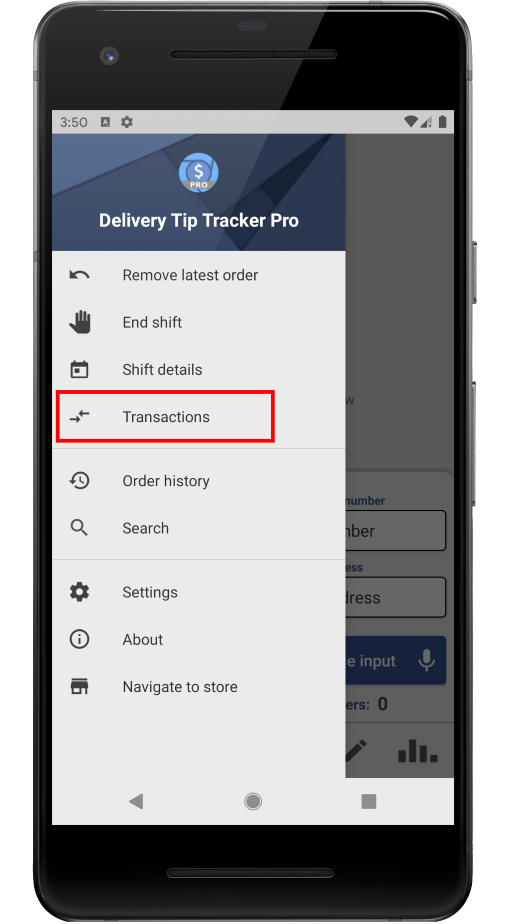 3:50
$
PRO
Delivery Tip Tracker Pro
Remove latest order
End shift
Shift details
Transactions
Order history
Search
Settings
About
Navigate to store
w
number
nber
ess
dress
e input
ers: 0